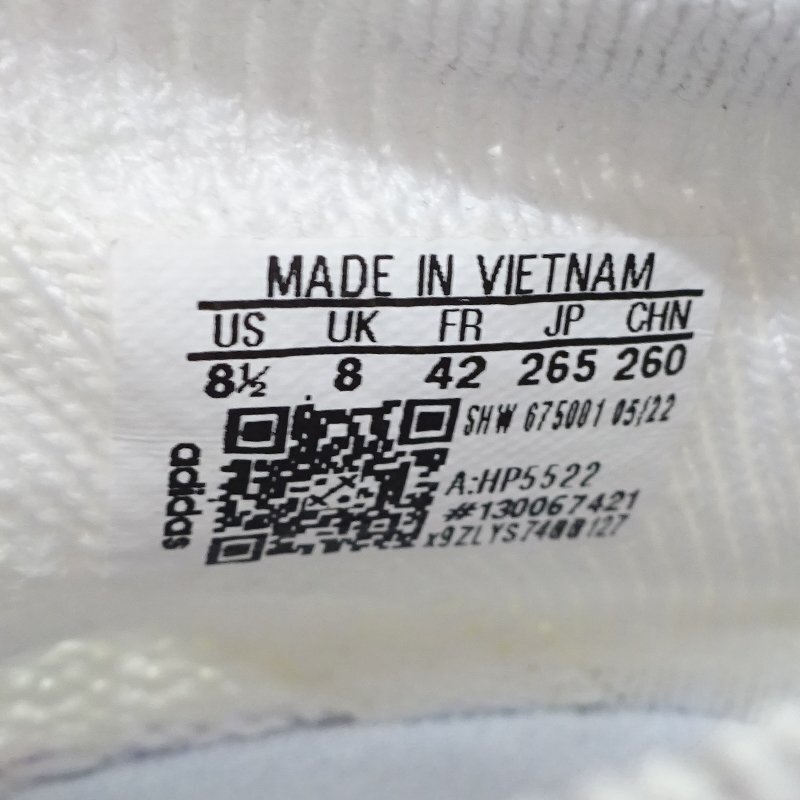 MADE IN VIETNAM
US UK FR JP CHN
8½ 8 42 265 260
SHW 675001 05/22
A:HP5522
#130067421
x9ZLYS7400127
adidas